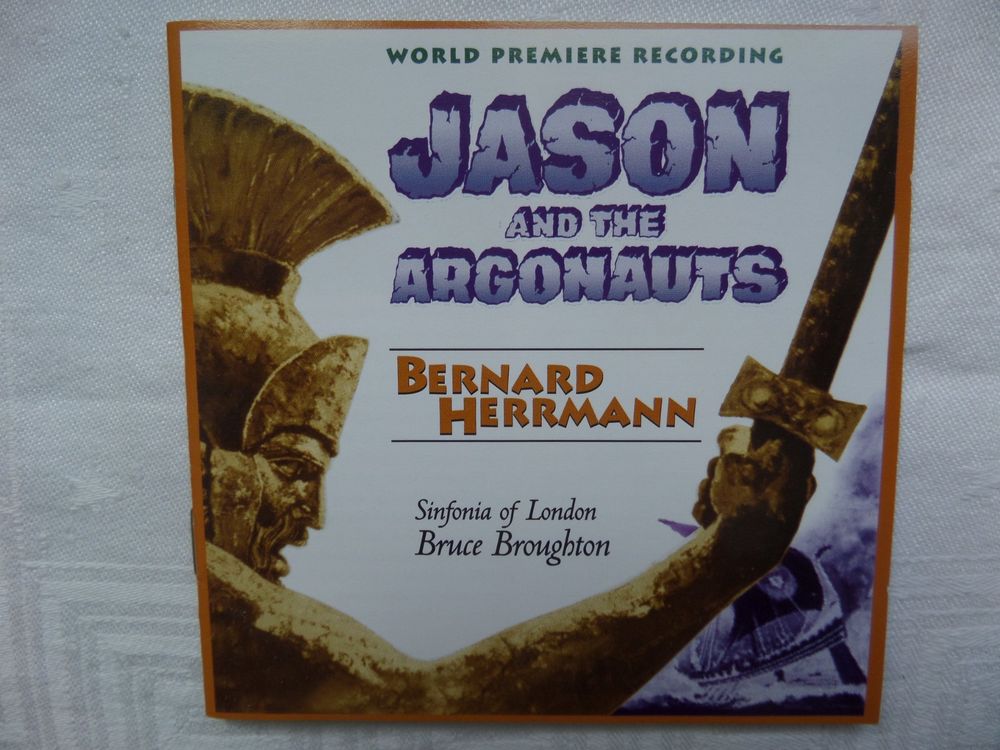 WORLD PREMIERE RECORDING
JASON
AND THE
ARGONAUTS
BERNARD
HERRMANN
Sinfonia of London
Bruce Broughton